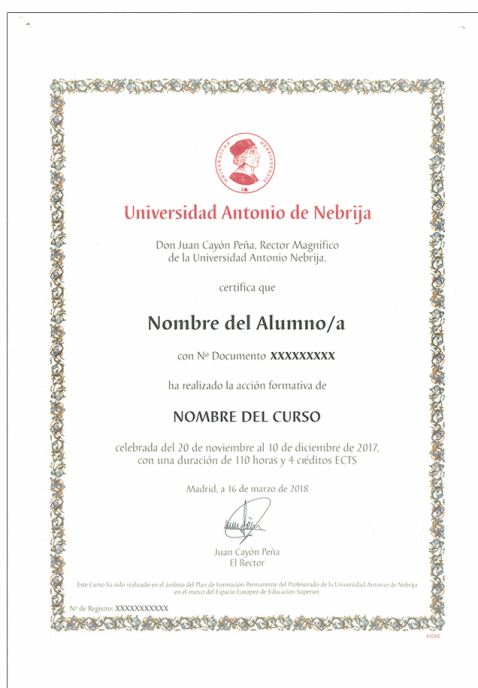 Universidad Antonio de Nebrija
Don Juan Cayón Peña, Rector Magnífico
de la Universidad Antonio Nebrija,
certifica que
Nombre del Alumno/a
con Nº Documento XXXXXXXXX
ha realizado la acción formativa de
NOMBRE DEL CURSO
celebrada del 20 de noviembre al 10 de diciembre de 2017,
con una duración de 110 horas y 4 créditos ECTS
Madrid, a 16 de marzo de 2018
Juan Cayón Peña
El Rector
Este Curso ha sido realizado en el ámbito del Plan de Formación Permanente del Profesorado de la Universidad Antonio de Nebrija
en el marco del Espacio Europeo de Educación Superior.
Nº de Registro: XXXXXXXXXXX